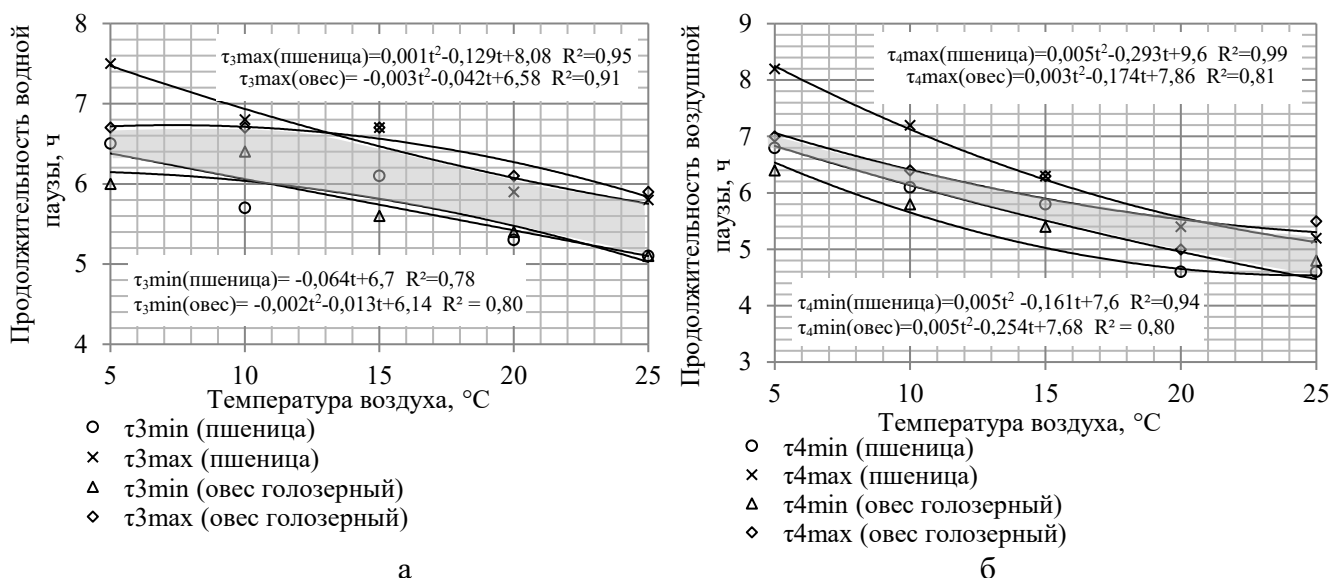 Продолжительность водной
паузы, ч
8
7
6
5
4
τ₃max(пшеница)=0,001t²-0,129t+8,08 R²=0,95
τ₃max(овес)= -0,003t²-0,042t+6,58 R²=0,91
τ₃min(пшеница)= -0,064t+6,7 R²=0,78
τ₃min(овес)= -0,002t²-0,013t+6,14 R² = 0,80
5 10 15 20 25
Температура воздуха, °С
τ3min (пшеница)
τ3max (пшеница)
τ3min (овес голозерный)
τ3max (овес голозерный)
а
Продолжительность воздушной
паузы, ч
9
8
7
6
5
4
3
τ₄max(пшеница)=0,005t²-0,293t+9,6 R²=0,99
τ₄max(овес)=0,003t²-0,174t+7,86 R²=0,81
τ₄min(пшеница)=0,005t² -0,161t+7,6 R²=0,94
τ₄min(овес)=0,005t²-0,254t+7,68 R² = 0,80
5 10 15 20 25
Температура воздуха, °С
τ4min (пшеница)
τ4max (пшеница)
τ4min (овес голозерный)
τ4max (овес голозерный)
б